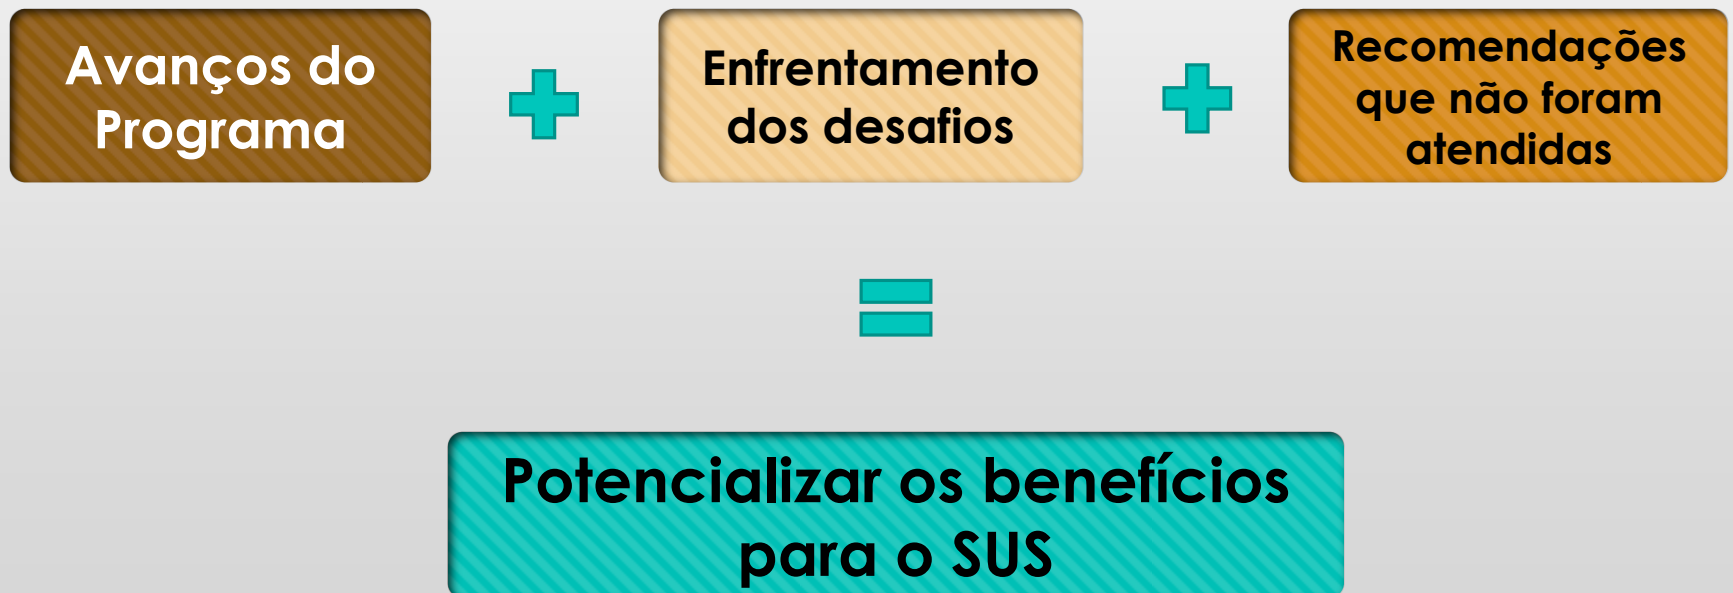 Avanços do
Programa
Enfrentamento
dos desafios
Recomendações
que não foram
atendidas
Potencializar os benefícios
para o SUS